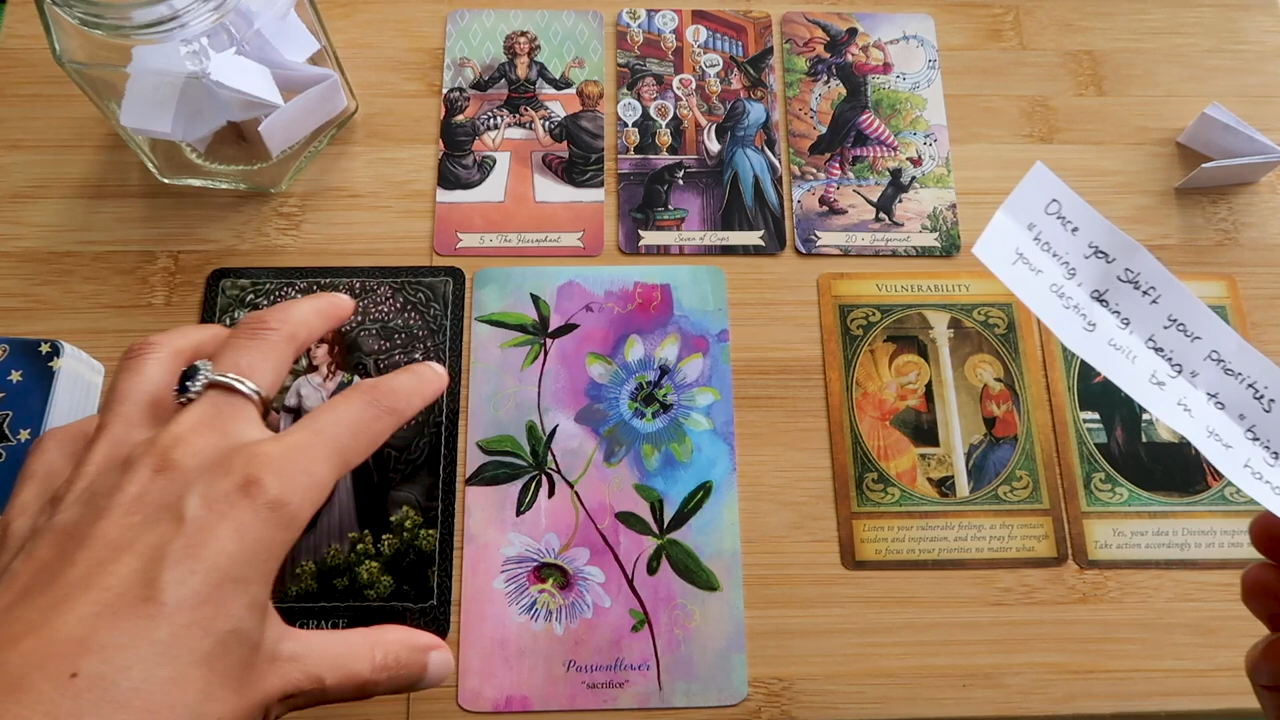 5 • The Hierophant
Seven of Cups
20 • Judgement
VULNERABILITY
Listen to your vulnerable feelings, as they contain
wisdom and inspiration, and then pray for strength
to focus on your priorities no matter what.
Yes, your idea is Divinely
Take action accordingly to set it into
Once you shift your priorities
"having, doing, being" to "being,
your destiny will be in your
GRACE
Passionflower
"sacrifice"